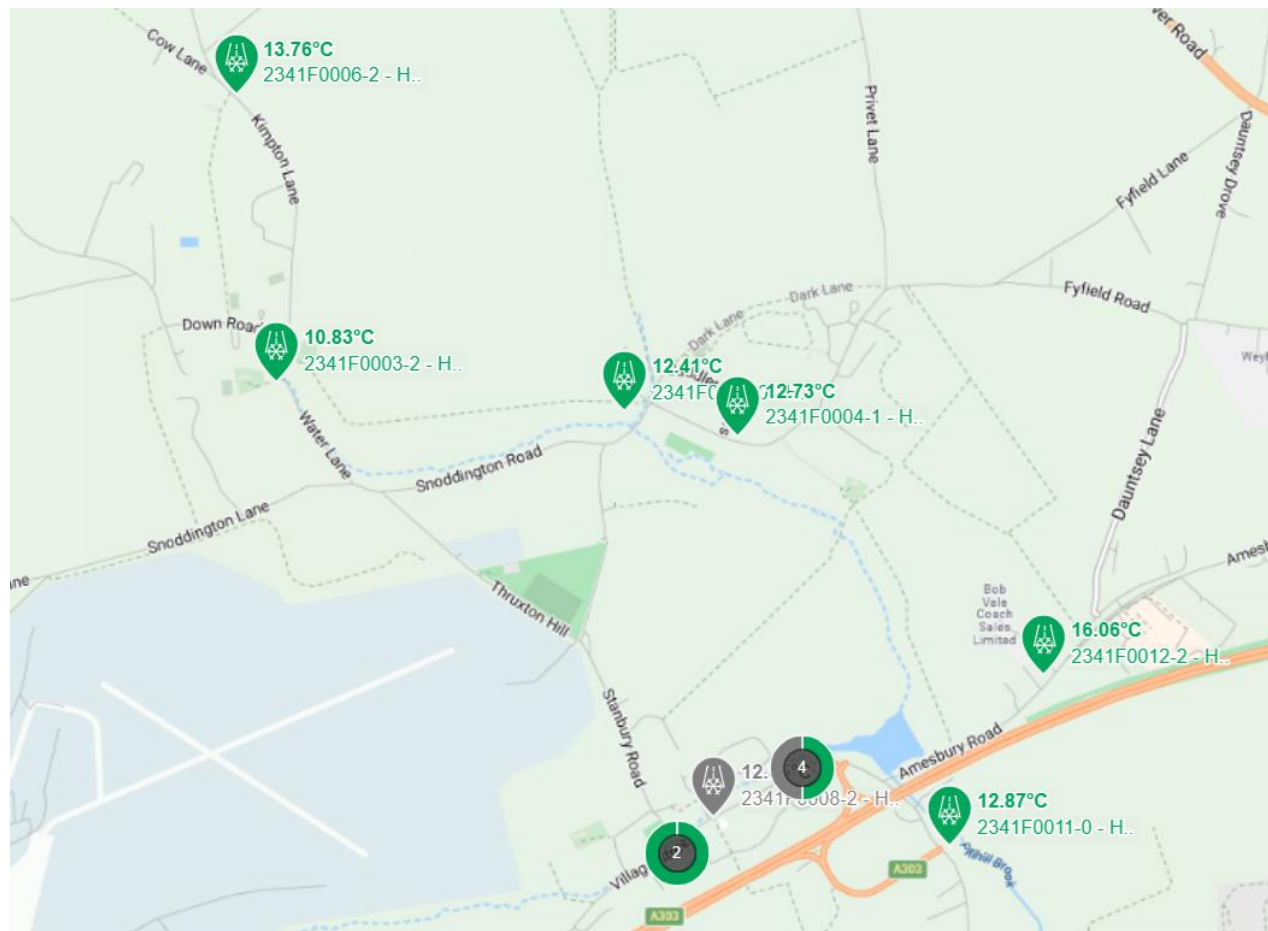 Cow Lane
13.76°C
2341F0006-2 - H..
Kimpton Lane
Privet Lane
Road
Dauntsey Drove
Fyfield Lane
Dark Lane
Fyfield Road
Down Road
10.83°C
2341F0003-2 - H..
Dark Lane
12.41°C
12.73°C
2341F0004-1 - H..
Water Lane
Snoddington Road
Dauntsey Lane
Snoddington Lane
Thruxton Hill
Bob
Vale
Coach
Sales
Limited
16.06°C
2341F0012-2 - H..
Stanbury Road
Amesbury Road
4
2341F0008-2 - H..
12.87°C
2341F0011-0 - H..
2
A303
A303